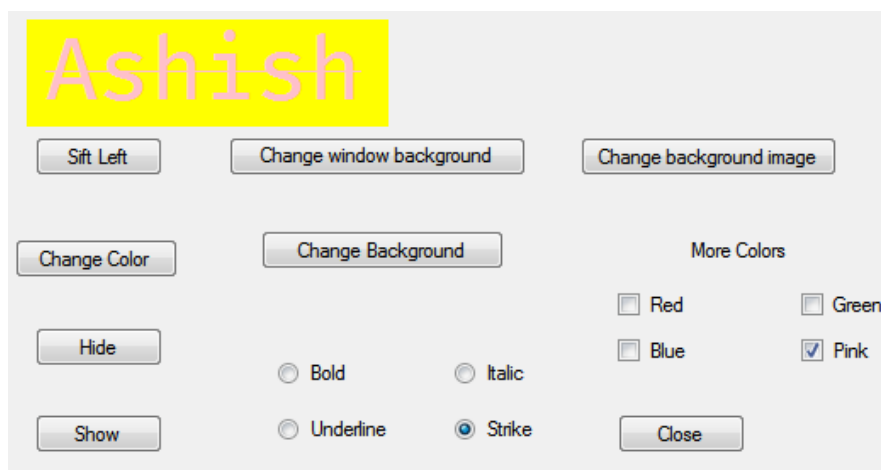 Ashish
Sift Left Change window background Change background image
Change Color Change Background More Colors
Red Green
Hide Blue Pink
Bold Italic
Show Underline Strike Close